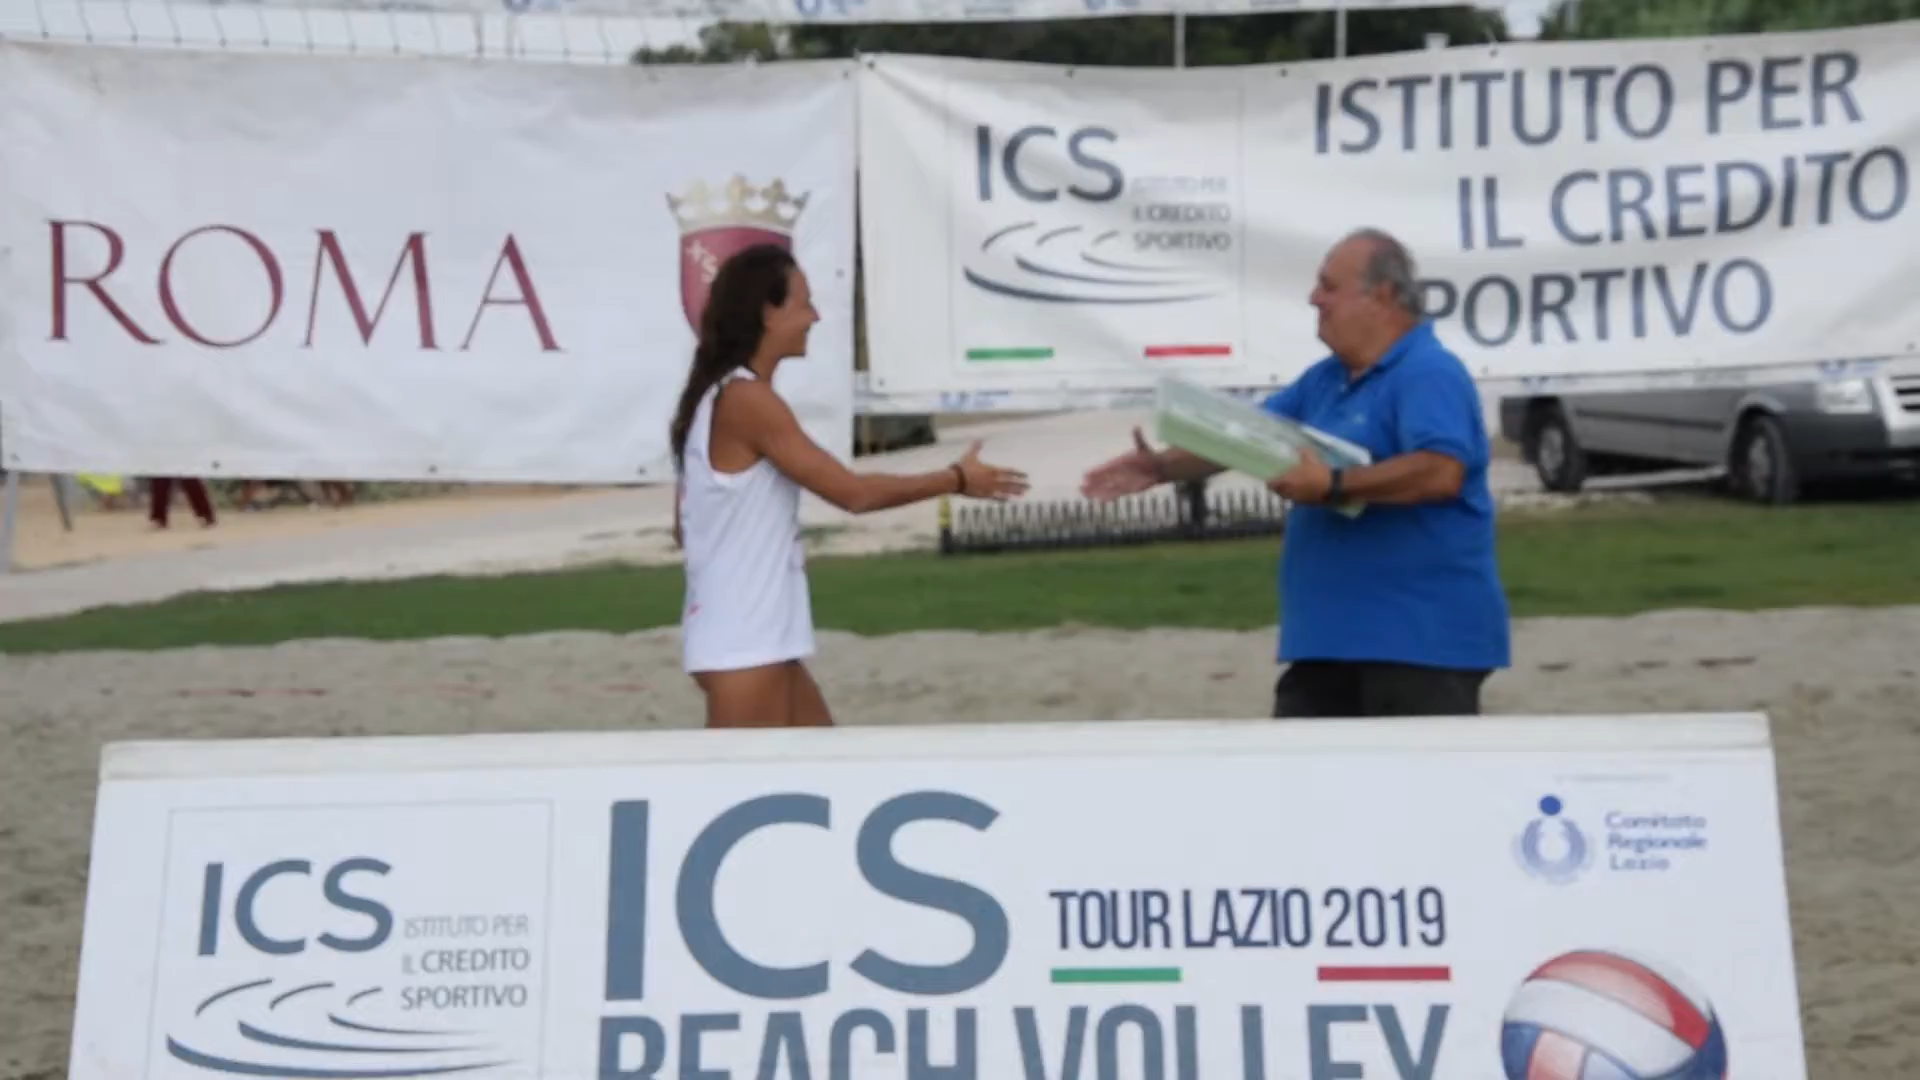 ROMA
ICS
ISTITUTO PER
IL CREDITO
SPORTIVO
ISTITUTO PER
IL CREDITO
PORTIVO
ICS
ISTITUTO PER
IL CREDITO
SPORTIVO
ICS
TOUR LAZIO 2019
BEACH VOLLEY
Comitato
Regionale
Lazio